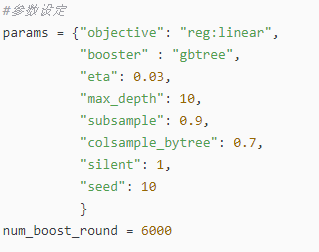 #参数设定
params = {"objective": "reg:linear",
"booster" : "gbtree",
"eta": 0.03,
"max_depth": 10,
"subsample": 0.9,
"colsample_bytree": 0.7,
"silent": 1,
"seed": 10
}
num_boost_round = 6000